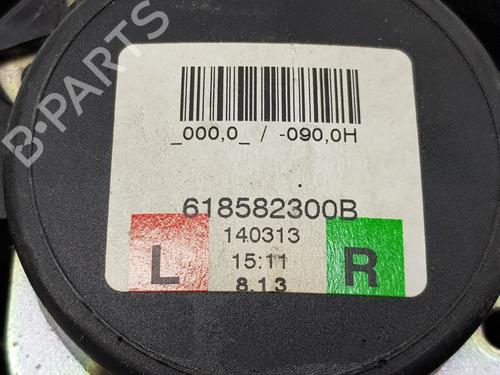 B-PARTS
_000,0_ / -090,0H
618582300B
140313
L 15:11 R
8.13